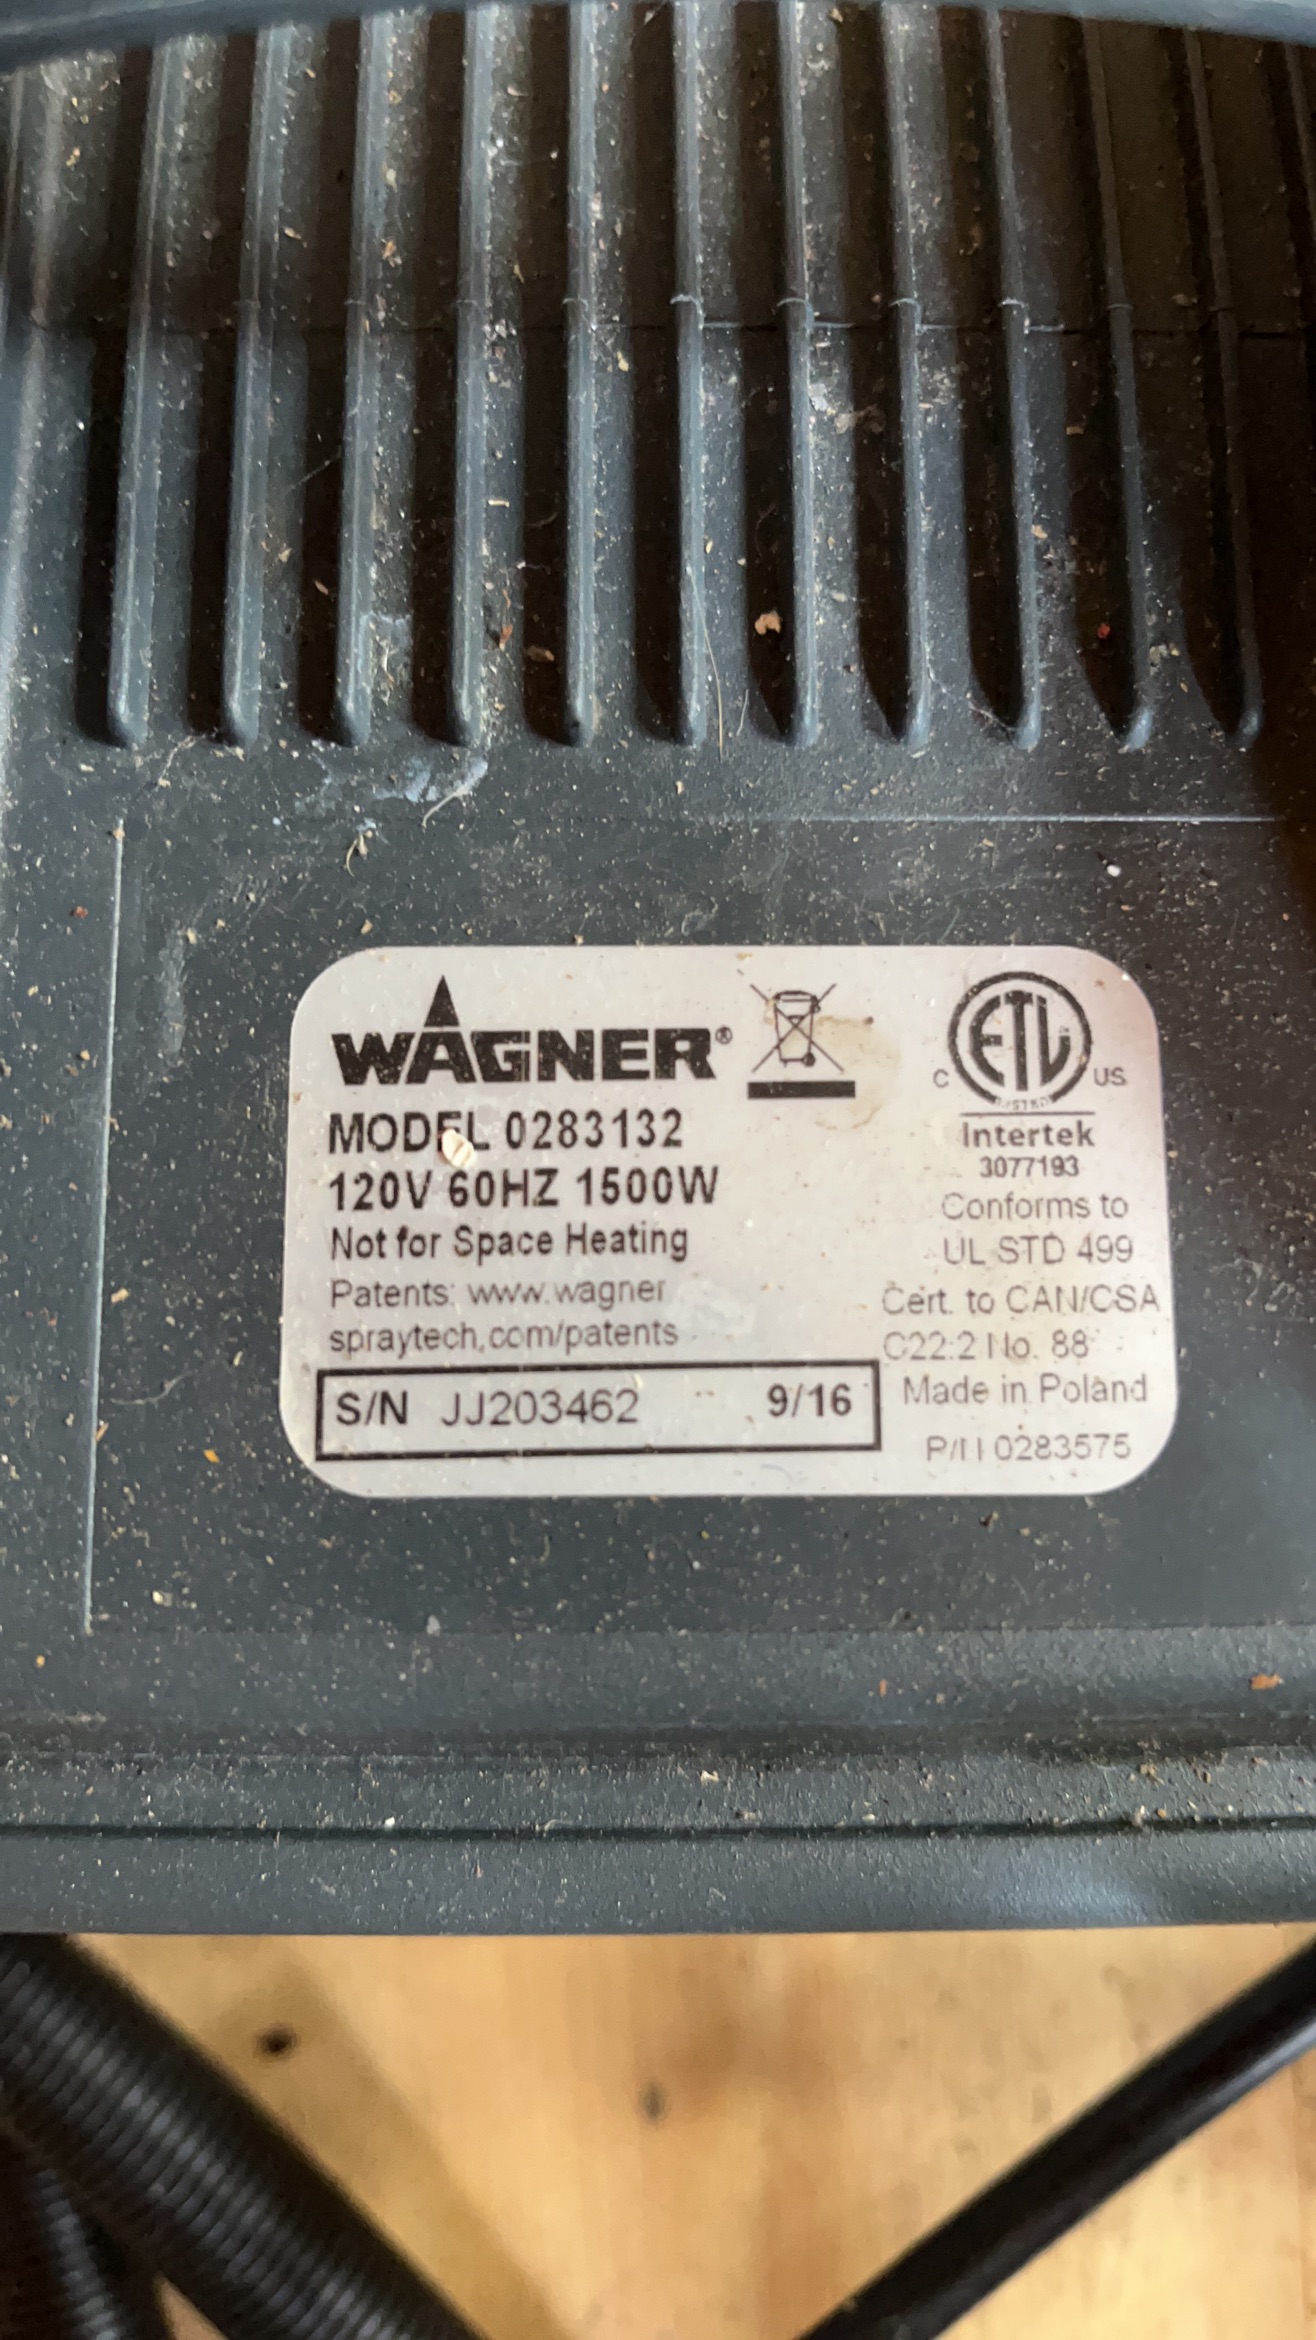 WAGNER®
MODEL 0283132
120V 60HZ 1500W
Not for Space Heating
Patents: www.wagner
spraytech.com/patents
S/N JJ203462 9/16
ETL
C US
LISTED
Intertek
3077193
Conforms to
UL STD 499
Cert. to CAN/CSA
C22.2 No. 88
Made in Poland
P/N 0283575